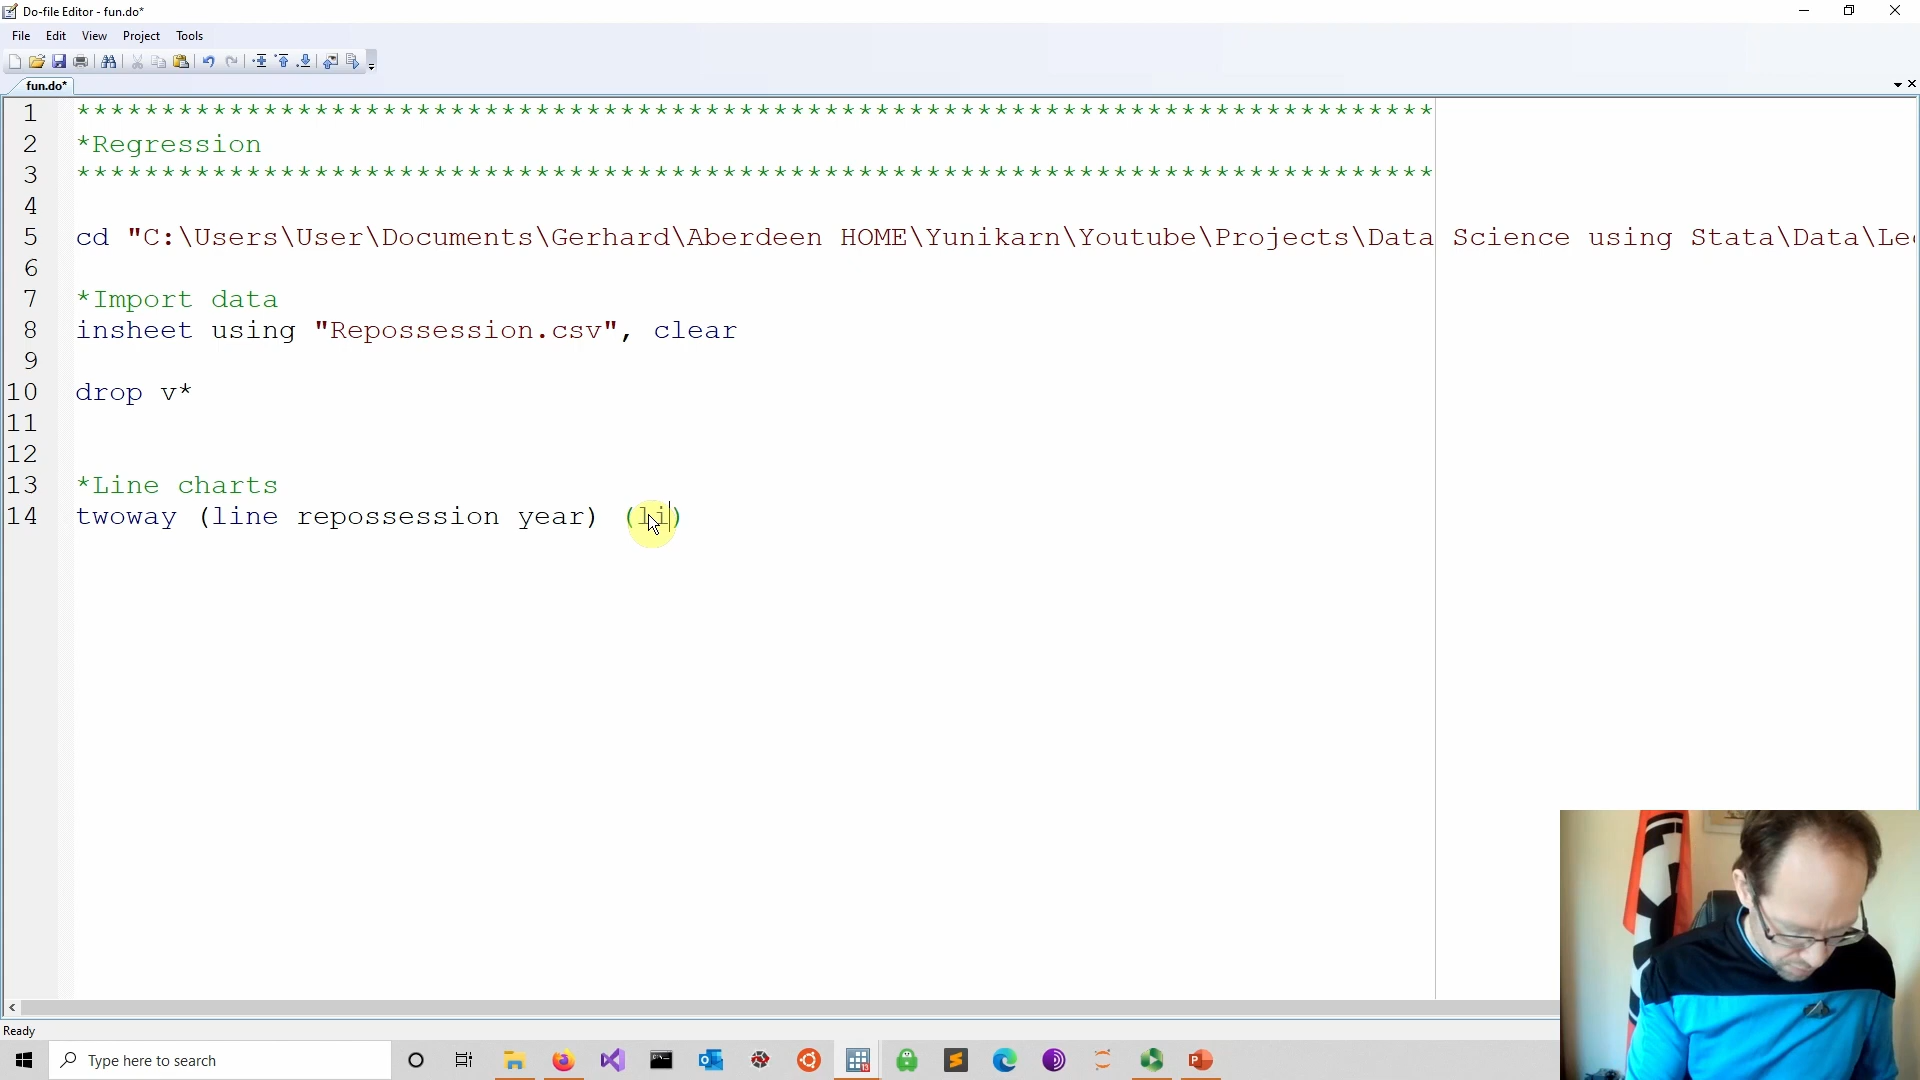 Do-file Editor - fun.do*
File Edit View Project Tools
fun.do*
1 ********************************************************************************
2 *Regression
3 ********************************************************************************
4
5 cd "C:\Users\User\Documents\Gerhard\Aberdeen HOME\Yunikarn\Youtube\Projects\Data Science using Stata\Data\Le
6
7 *Import data
8 insheet using "Repossession.csv", clear
9
10 drop v*
11
12
13 *Line charts
14 twoway (line repossession year) (li)
Ready
Type here to search